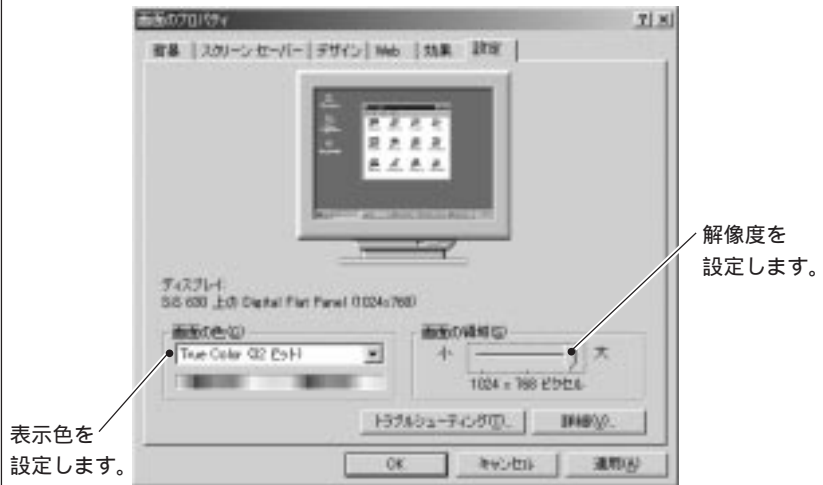 画面のプロパティ
背景 スクリーン セーバー デザイン Web 効果 設定
解像度を
設定します。
ディスプレイ:
SiS 630 上の Digital Flat Panel (1024x768)
画面の色(C)
True Color (32 ビット)
画面の領域(S)
小 大
1024 x 768 ピクセル
トラブルシューティング(T)... 詳細(V)...
表示色を
設定します。
OK キャンセル 適用(A)